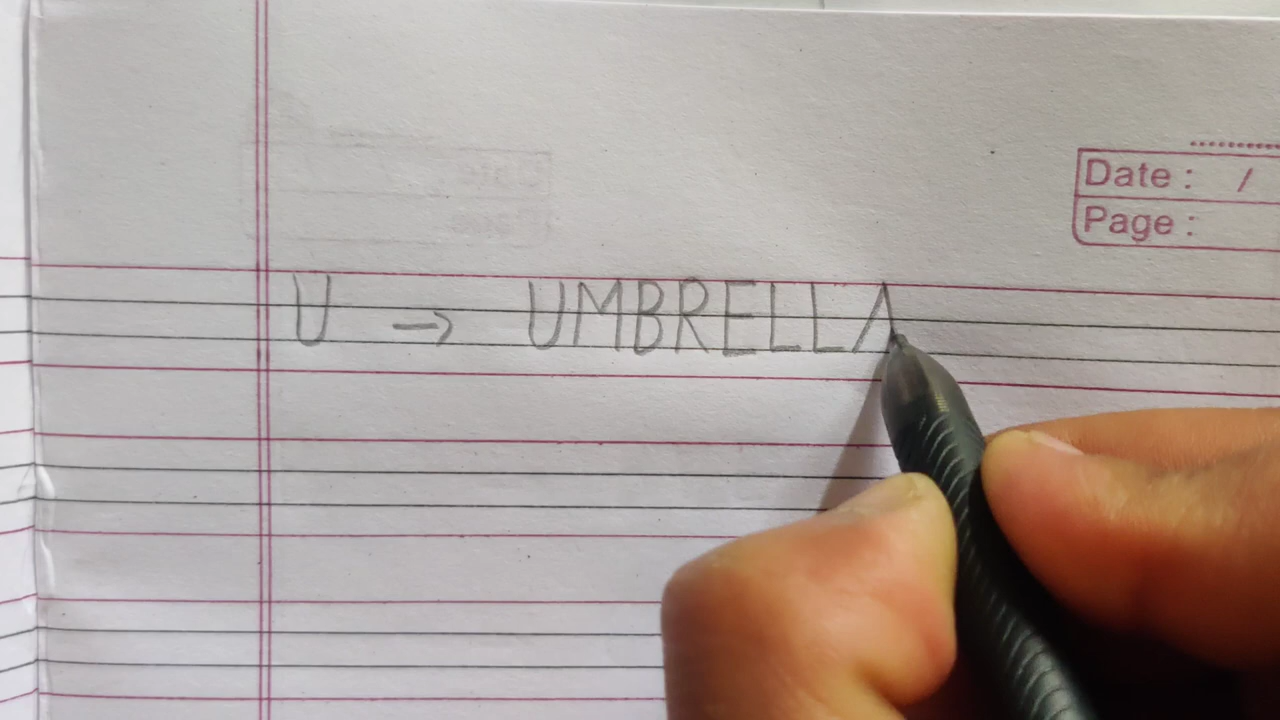 Date : /
Page :
U → UMBRELLA